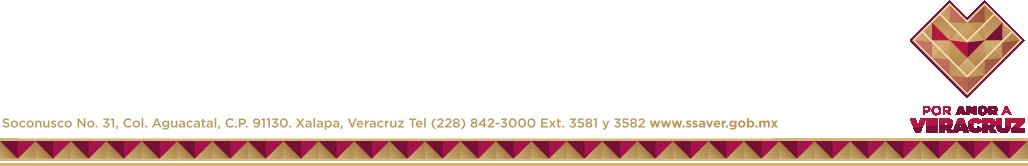 Soconusco No. 31, Col. Aguacatal, C.P. 91130. Xalapa, Veracruz Tel (228) 842-3000 Ext. 3581 y 3582 www.ssaver.gob.mx
POR AMOR A
VERACRUZ